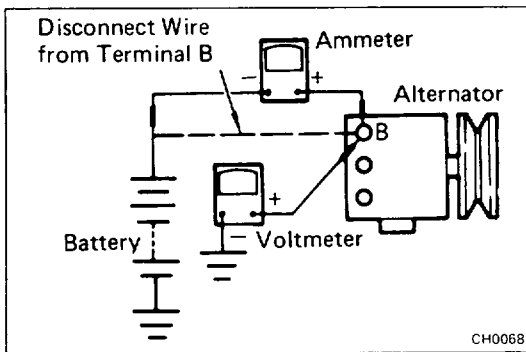 Disconnect Wire
from Terminal B
Ammeter
− +
Alternator
B
+
− Voltmeter
Battery
CH0068